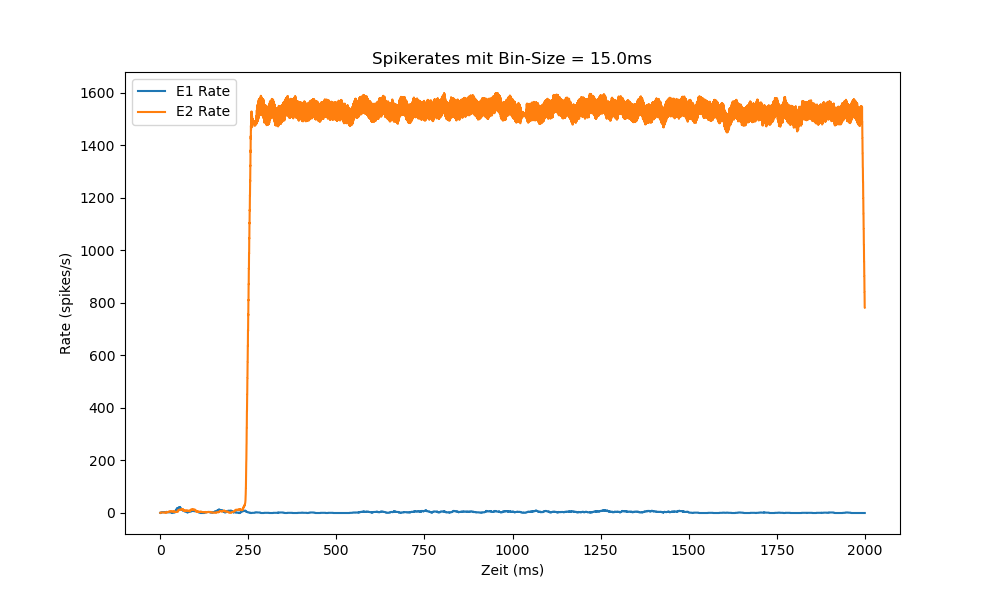 Spikerates mit Bin-Size = 15.0ms
E1 Rate
E2 Rate
1600
1400
1200
1000
800
600
400
200
0
Rate (spikes/s)
0 250 500 750 1000 1250 1500 1750 2000
Zeit (ms)